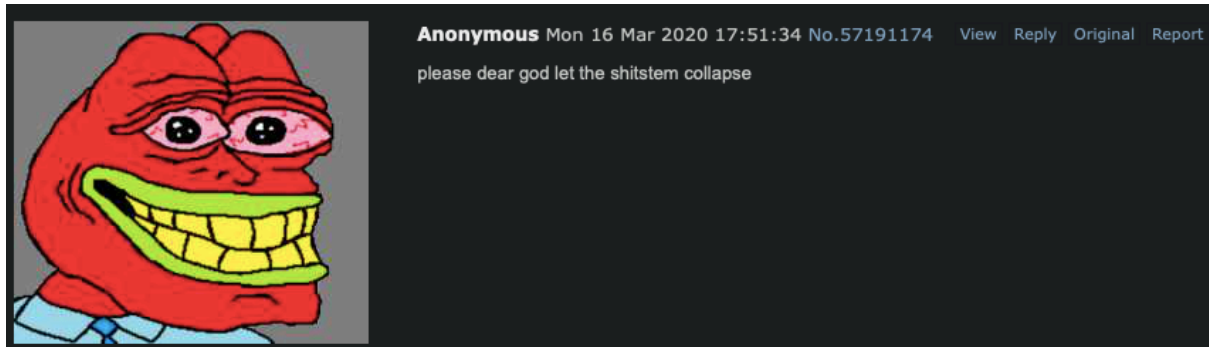 Anonymous Mon 16 Mar 2020 17:51:34 No.57191174 View Reply Original Report
please dear god let the shitstem collapse